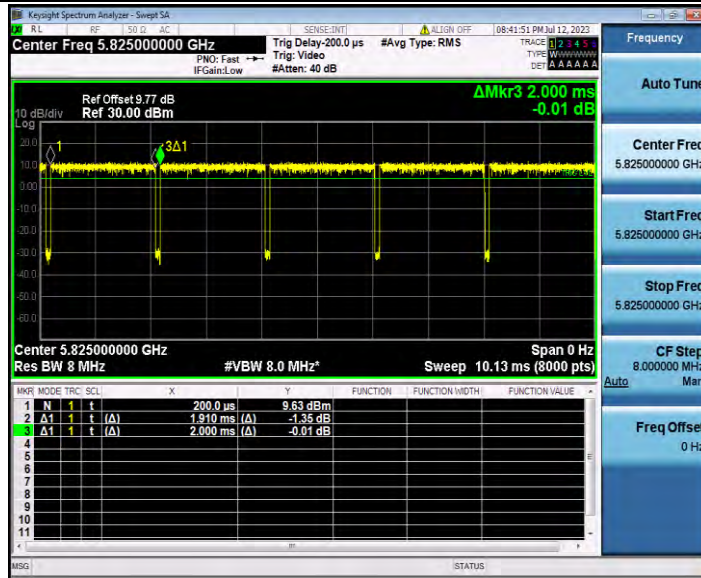 Keysight Spectrum Analyzer - Swept SA
RL RF 50 Ω AC SENSE:INT ALIGN OFF 08:41:51 PM Jul 12, 2023
Center Freq 5.825000000 GHz
PNO: Fast
IFGain:Low
Trig Delay-200.0 µs
Trig: Video
#Atten: 40 dB
#Avg Type: RMS
TRACE 1 2 3 4 5 6
TYPE W
DET A A A A A A
Ref Offset 9.77 dB
10 dB/div Ref 30.00 dBm
Log
ΔMkr3 2.000 ms
-0.01 dB
1
3Δ1
20.0
10.0
0.00
-10.0
-20.0
-30.0
-40.0
-50.0
-60.0
Center 5.825000000 GHz Span 0 Hz
Res BW 8 MHz #VBW 8.0 MHz* Sweep 10.13 ms (8000 pts)
MKR MODE TRC SCL X Y FUNCTION FUNCTION WIDTH FUNCTION VALUE
1 N 1 t 200.0 µs 9.63 dBm
2 Δ1 1 t (Δ) 1.910 ms (Δ) -1.35 dB
3 Δ1 1 t (Δ) 2.000 ms (Δ) -0.01 dB
4
5
6
7
8
9
10
11
MSG STATUS
Frequency
Auto Tune
Center Freq
5.825000000 GHz
Start Freq
5.825000000 GHz
Stop Freq
5.825000000 GHz
CF Step
8.000000 MHz
Auto Man
Freq Offset
0 Hz